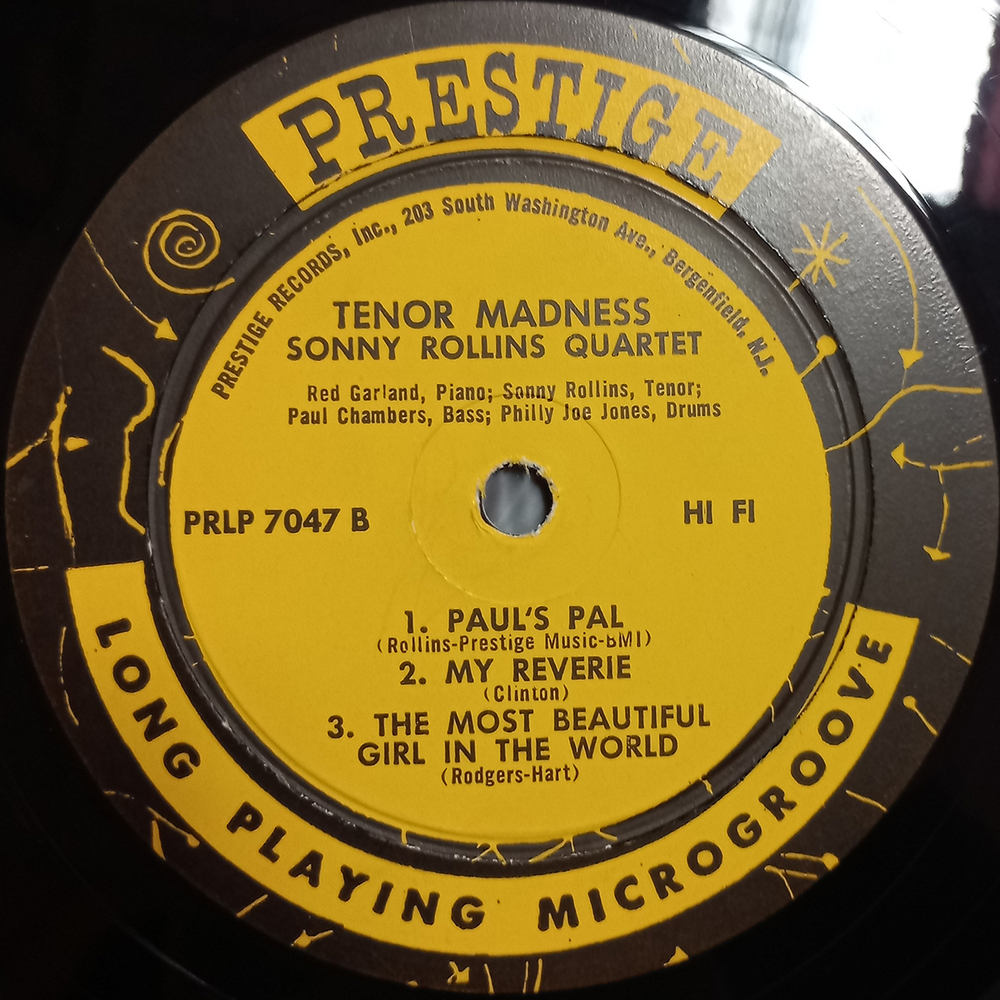 PRESTIGE
PRESTIGE RECORDS, Inc., 203 South Washington Ave., Bergenfield, N.J.
TENOR MADNESS
SONNY ROLLINS QUARTET
Red Garland, Piano; Sonny Rollins, Tenor;
Paul Chambers, Bass; Philly Joe Jones, Drums
PRLP 7047 B
HI FI
1. PAUL'S PAL
(Rollins-Prestige Music-BMI)
2. MY REVERIE
(Clinton)
3. THE MOST BEAUTIFUL
GIRL IN THE WORLD
(Rodgers-Hart)
LONG PLAYING MICROGROOVE